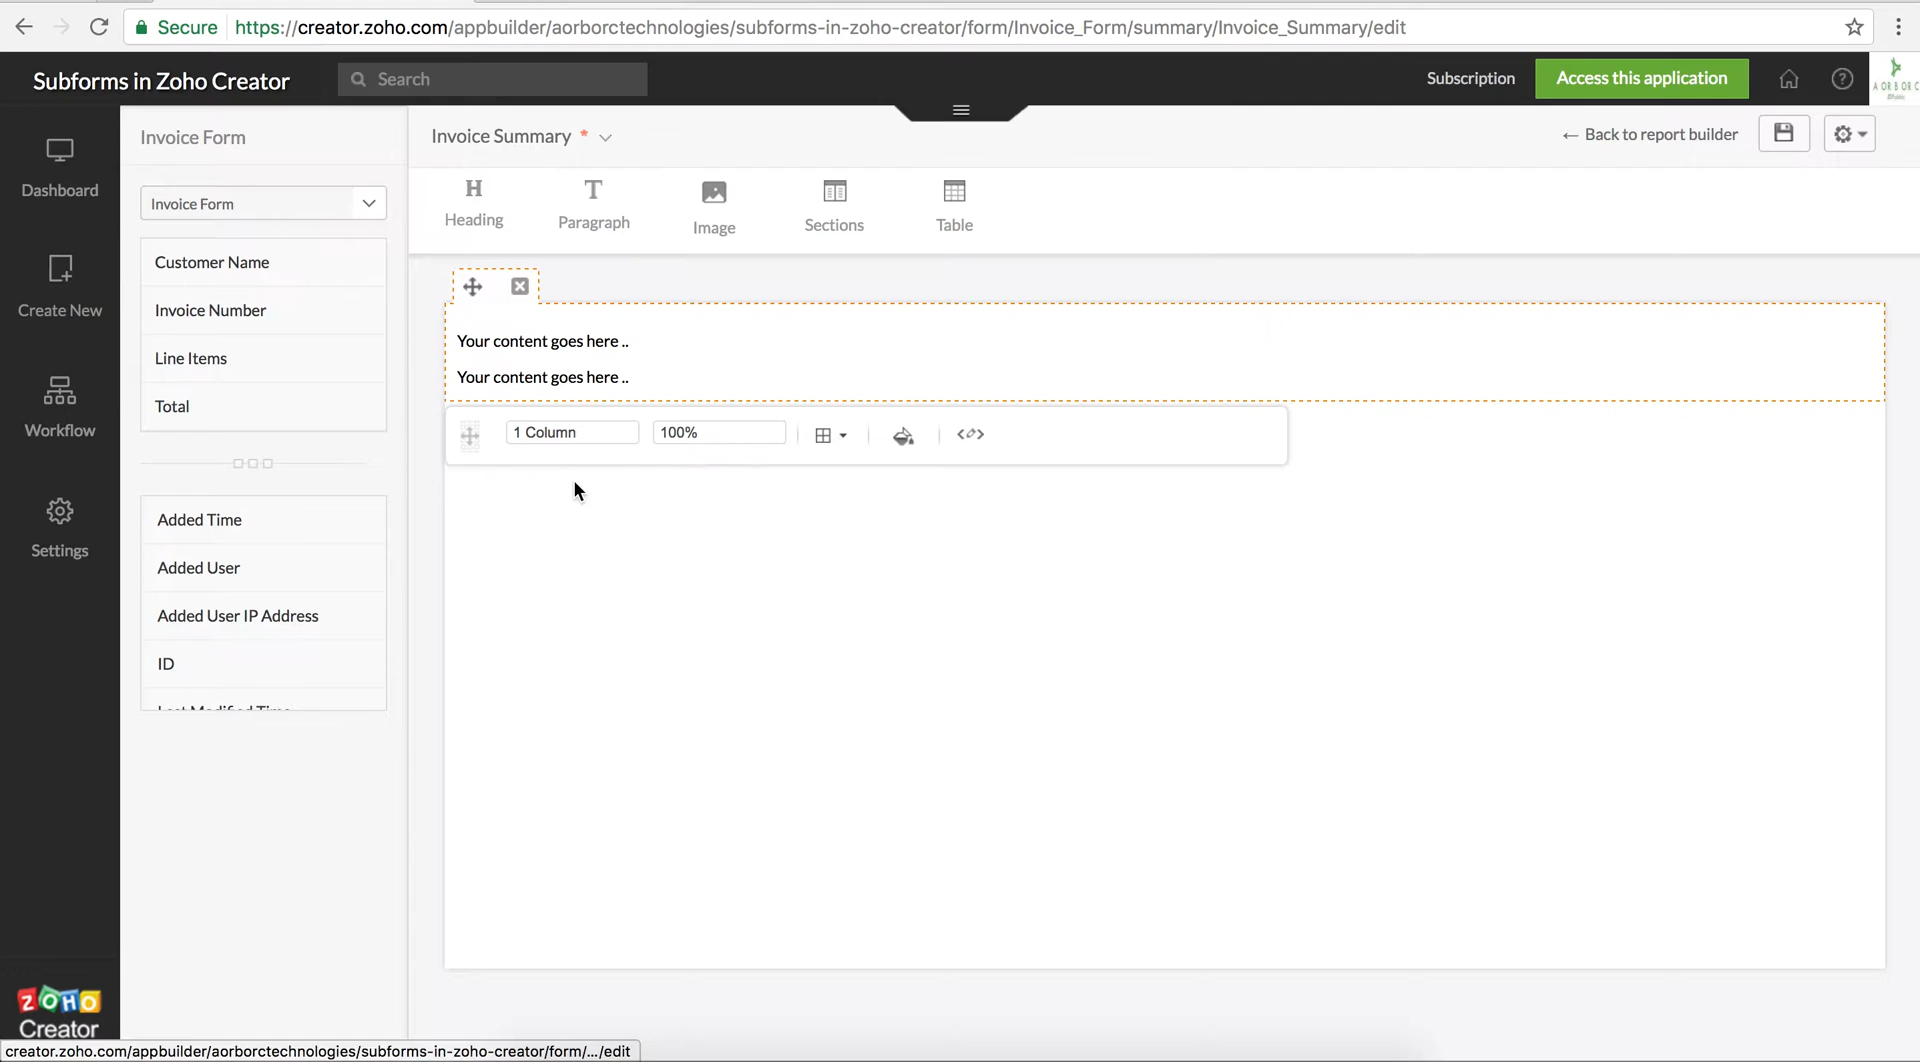 Secure https://creator.zoho.com/appbuilder/aorborctechnologies/subforms-in-zoho-creator/form/Invoice_Form/summary/Invoice_Summary/edit
Subforms in Zoho Creator
Search
Subscription
Access this application
AORBORC
Dashboard
Create New
Workflow
Settings
ZOHO
Creator
Invoice Form
Invoice Form
Customer Name
Invoice Number
Line Items
Total
Added Time
Added User
Added User IP Address
ID
Last Modified Time
Invoice Summary *
← Back to report builder
H
Heading
T
Paragraph
Image
Sections
Table
Your content goes here ..
Your content goes here ..
1 Column
100%
creator.zoho.com/appbuilder/aorborctechnologies/subforms-in-zoho-creator/form/.../edit